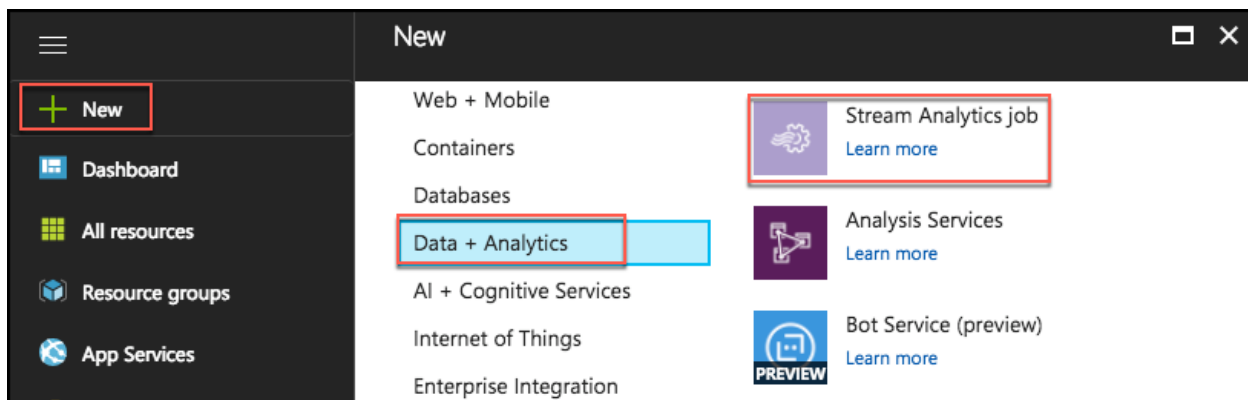 New
Dashboard
All resources
Resource groups
App Services
New
Web + Mobile
Containers
Databases
Data + Analytics
AI + Cognitive Services
Internet of Things
Enterprise Integration
Stream Analytics job
Learn more
Analysis Services
Learn more
Bot Service (preview)
Learn more
PREVIEW